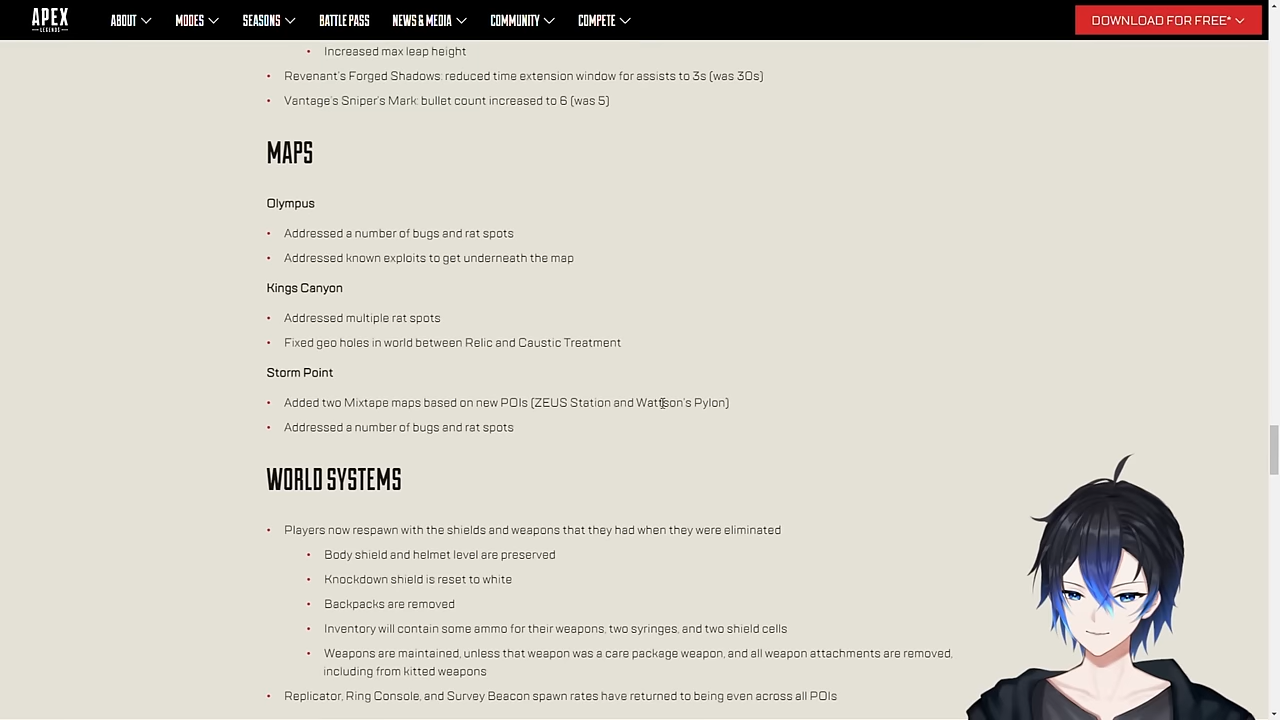 APEX
LEGENDS
ABOUT
MODES
SEASONS
BATTLE PASS
NEWS & MEDIA
COMMUNITY
COMPETE
DOWNLOAD FOR FREE*
• Increased max leap height
• Revenant's Forged Shadows: reduced time extension window for assists to 3s (was 30s)
• Vantage's Sniper's Mark: bullet count increased to 6 (was 5)
MAPS
Olympus
• Addressed a number of bugs and rat spots
• Addressed known exploits to get underneath the map
Kings Canyon
• Addressed multiple rat spots
• Fixed geo holes in world between Relic and Caustic Treatment
Storm Point
• Added two Mixtape maps based on new POIs (ZEUS Station and Wattson's Pylon)
• Addressed a number of bugs and rat spots
WORLD SYSTEMS
• Players now respawn with the shields and weapons that they had when they were eliminated
• Body shield and helmet level are preserved
• Knockdown shield is reset to white
• Backpacks are removed
• Inventory will contain some ammo for their weapons, two syringes, and two shield cells
• Weapons are maintained, unless that weapon was a care package weapon, and all weapon attachments are removed,
including from kitted weapons
• Replicator, Ring Console, and Survey Beacon spawn rates have returned to being even across all POIs